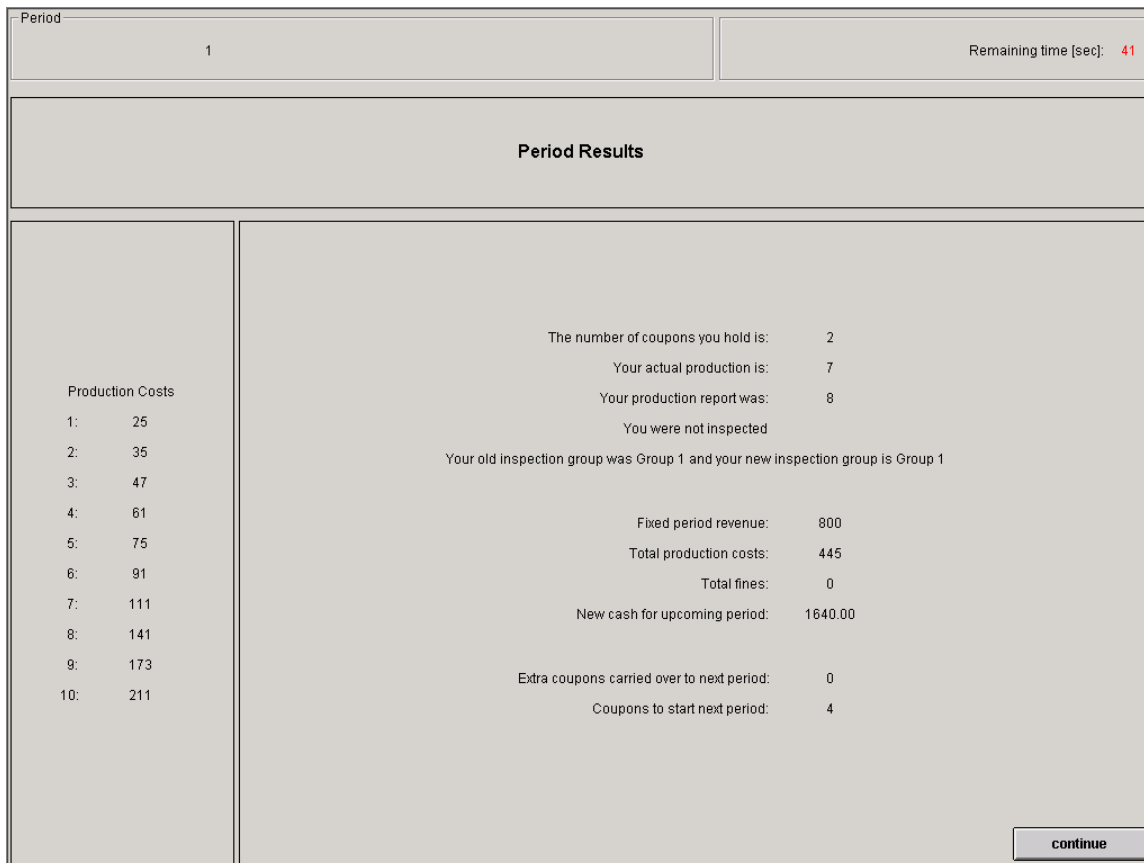 Period
1
Remaining time [sec]: 41
Period Results
Production Costs
1: 25
2: 35
3: 47
4: 61
5: 75
6: 91
7: 111
8: 141
9: 173
10: 211
The number of coupons you hold is: 2
Your actual production is: 7
Your production report was: 8
You were not inspected
Your old inspection group was Group 1 and your new inspection group is Group 1
Fixed period revenue: 800
Total production costs: 445
Total fines: 0
New cash for upcoming period: 1640.00
Extra coupons carried over to next period: 0
Coupons to start next period: 4
continue